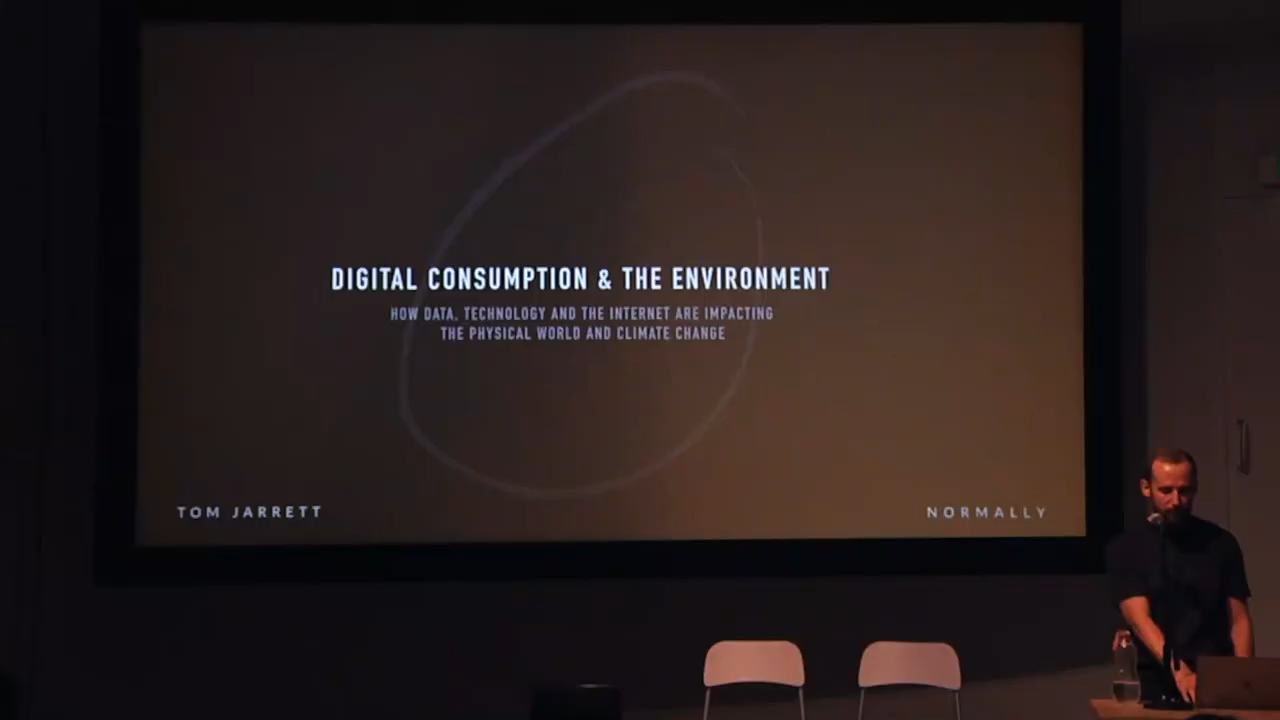 DIGITAL CONSUMPTION & THE ENVIRONMENT
HOW DATA, TECHNOLOGY AND THE INTERNET ARE IMPACTING
THE PHYSICAL WORLD AND CLIMATE CHANGE
TOM JARRETT
NORMALLY